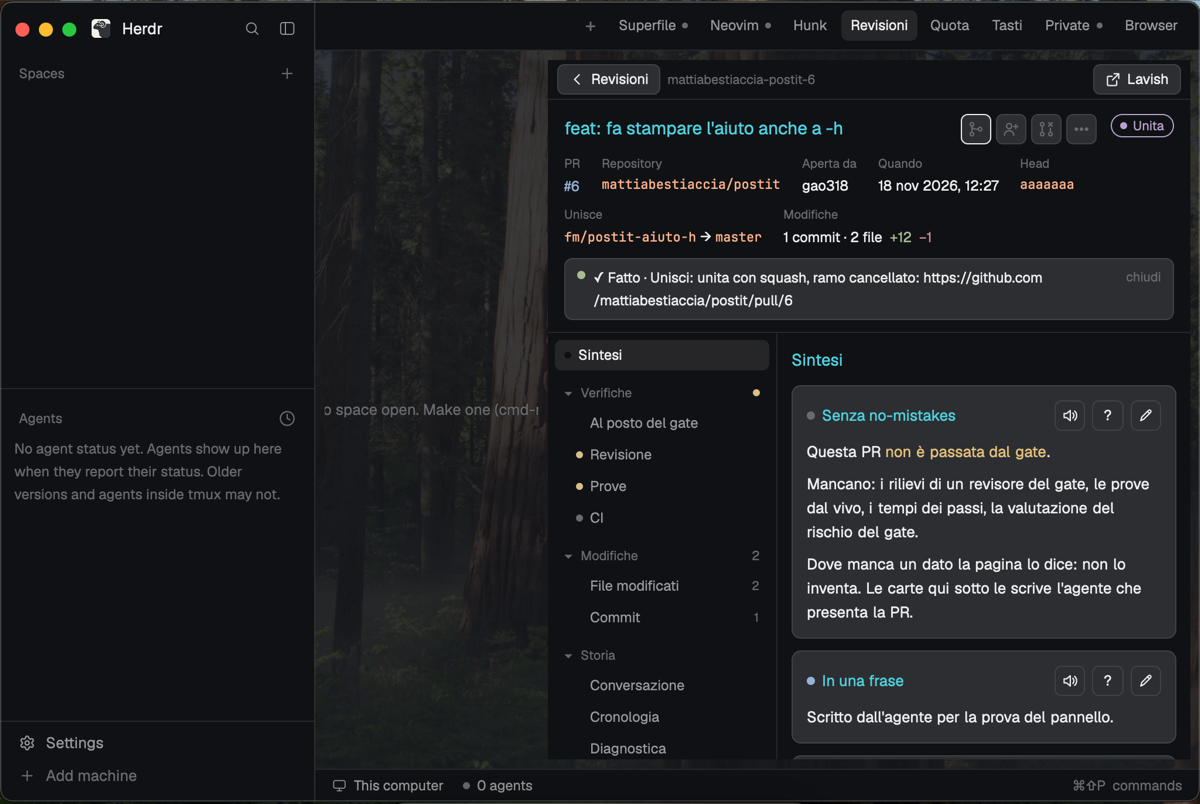 Herdr
+ Superfile Neovim Hunk Revisioni Quota Tasti Private Browser
Spaces
Revisioni mattiabestiaccia-postit-6 Lavish
feat: fa stampare l'aiuto anche a -h
Unita
PR Repository Aperta da Quando Head
#6 mattiabestiaccia/postit gao318 18 nov 2026, 12:27 aaaaaaa
Unisce Modifiche
fm/postit-aiuto-h → master 1 commit · 2 file +12 −1
✓ Fatto · Unisci: unita con squash, ramo cancellato: https://github.com
/mattiabestiaccia/postit/pull/6
chiudi
o space open. Make one (cmd-
Agents
No agent status yet. Agents show up here
when they report their status. Older
versions and agents inside tmux may not.
Settings
+ Add machine
Sintesi
Verifiche
Al posto del gate
Revisione
Prove
CI
Modifiche 2
File modificati 2
Commit 1
Storia
Conversazione
Cronologia
Diagnostica
Sintesi
Senza no-mistakes
?
Questa PR non è passata dal gate.
Mancano: i rilievi di un revisore del gate, le prove
dal vivo, i tempi dei passi, la valutazione del
rischio del gate.
Dove manca un dato la pagina lo dice: non lo
inventa. Le carte qui sotto le scrive l'agente che
presenta la PR.
In una frase
?
Scritto dall'agente per la prova del pannello.
This computer 0 agents
⌘⇧P commands